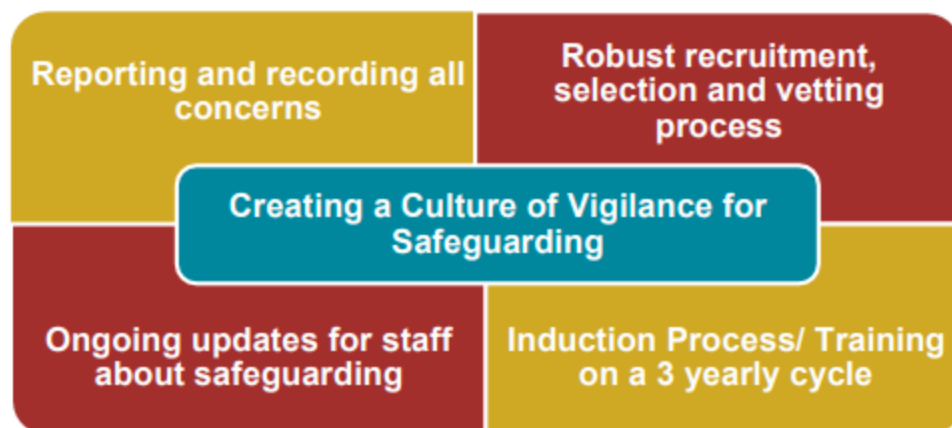 Reporting and recording all
concerns
Robust recruitment,
selection and vetting
process
Creating a Culture of Vigilance for
Safeguarding
Ongoing updates for staff
about safeguarding
Induction Process/ Training
on a 3 yearly cycle